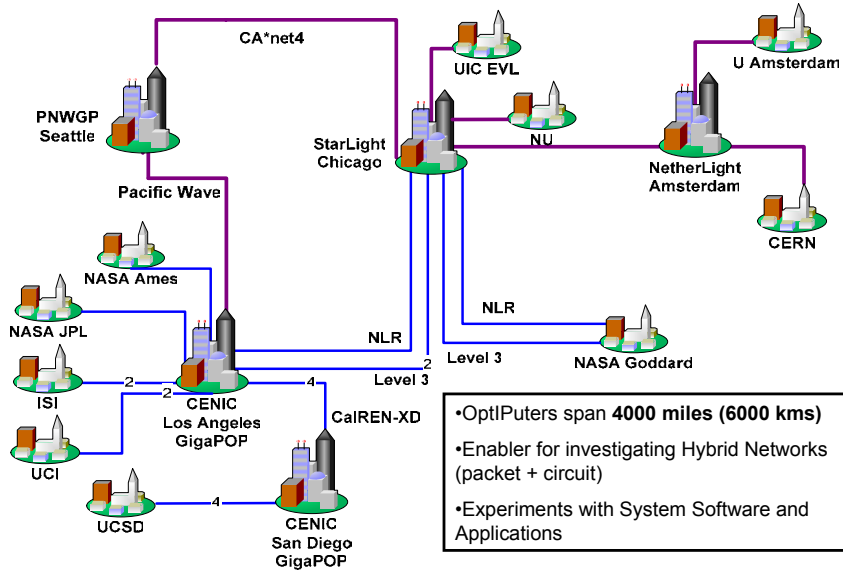 CA*net4
UIC EVL
U Amsterdam
PNWGP
Seattle
StarLight
Chicago
NU
NetherLight
Amsterdam
Pacific Wave
CERN
NASA Ames
NLR
NASA JPL
NLR
Level 3
NASA Goddard
2
Level 3
2
ISI
2
4
CENIC
Los Angeles
GigaPOP
CalREN-XD
UCI
4
UCSD
CENIC
San Diego
GigaPOP
•OptIPuters span 4000 miles (6000 kms)
•Enabler for investigating Hybrid Networks
(packet + circuit)
•Experiments with System Software and
Applications